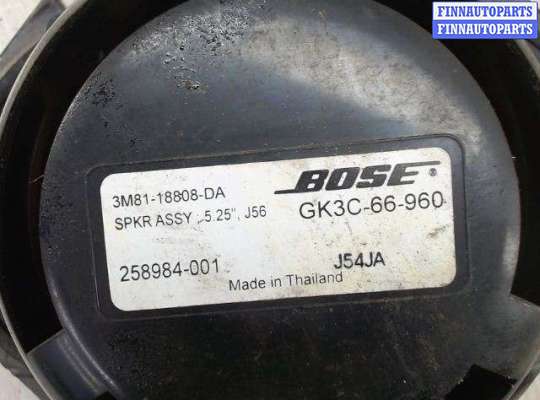 FINNAUTOPARTS
FINNAUTOPARTS
3M81-18808-DA
BOSE®
SPKR ASSY , 5.25", J56
GK3C-66-960
258984-001
J54JA
Made in Thailand